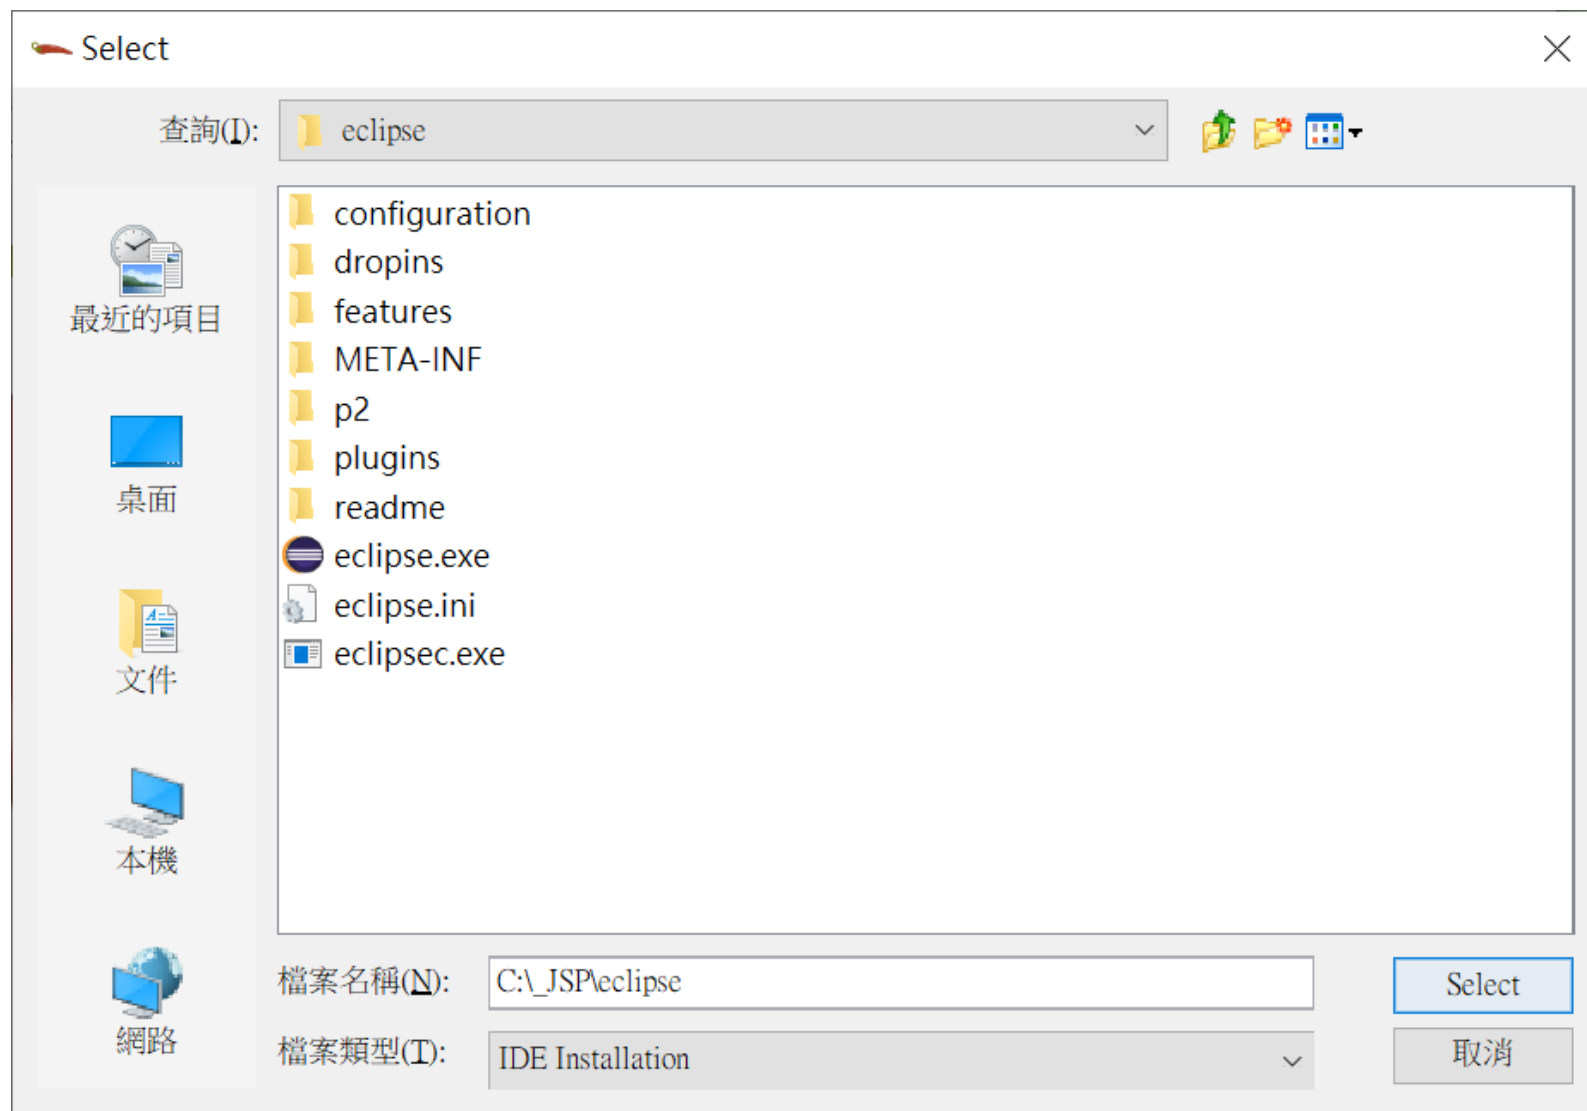 Select
查詢(I):
eclipse
最近的項目
桌面
文件
本機
網路
configuration
dropins
features
META-INF
p2
plugins
readme
eclipse.exe
eclipse.ini
eclipsec.exe
檔案名稱(N):
C:\_JSP\eclipse
Select
檔案類型(T):
IDE Installation
取消